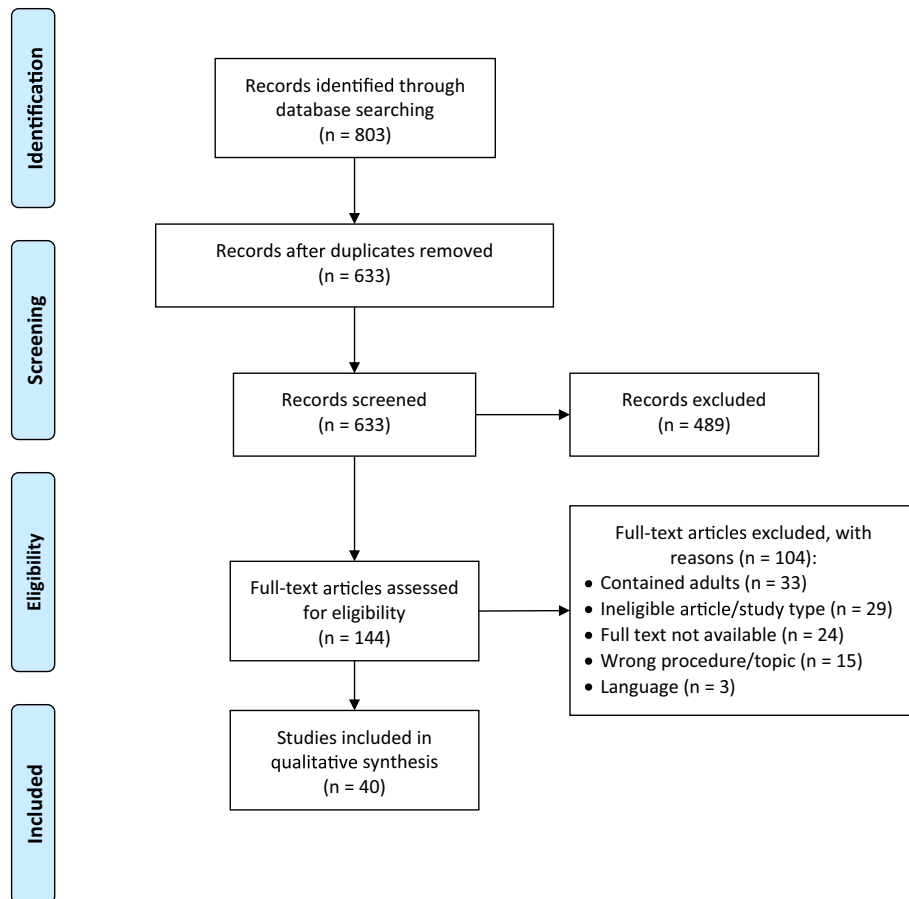 Identification
Records identified through
database searching
(n = 803)
Records after duplicates removed
(n = 633)
Screening
Records screened
(n = 633)
Records excluded
(n = 489)
Eligibility
Full-text articles assessed
for eligibility
(n = 144)
Full-text articles excluded, with
reasons (n = 104):
• Contained adults (n = 33)
• Ineligible article/study type (n = 29)
• Full text not available (n = 24)
• Wrong procedure/topic (n = 15)
• Language (n = 3)
Included
Studies included in
qualitative synthesis
(n = 40)